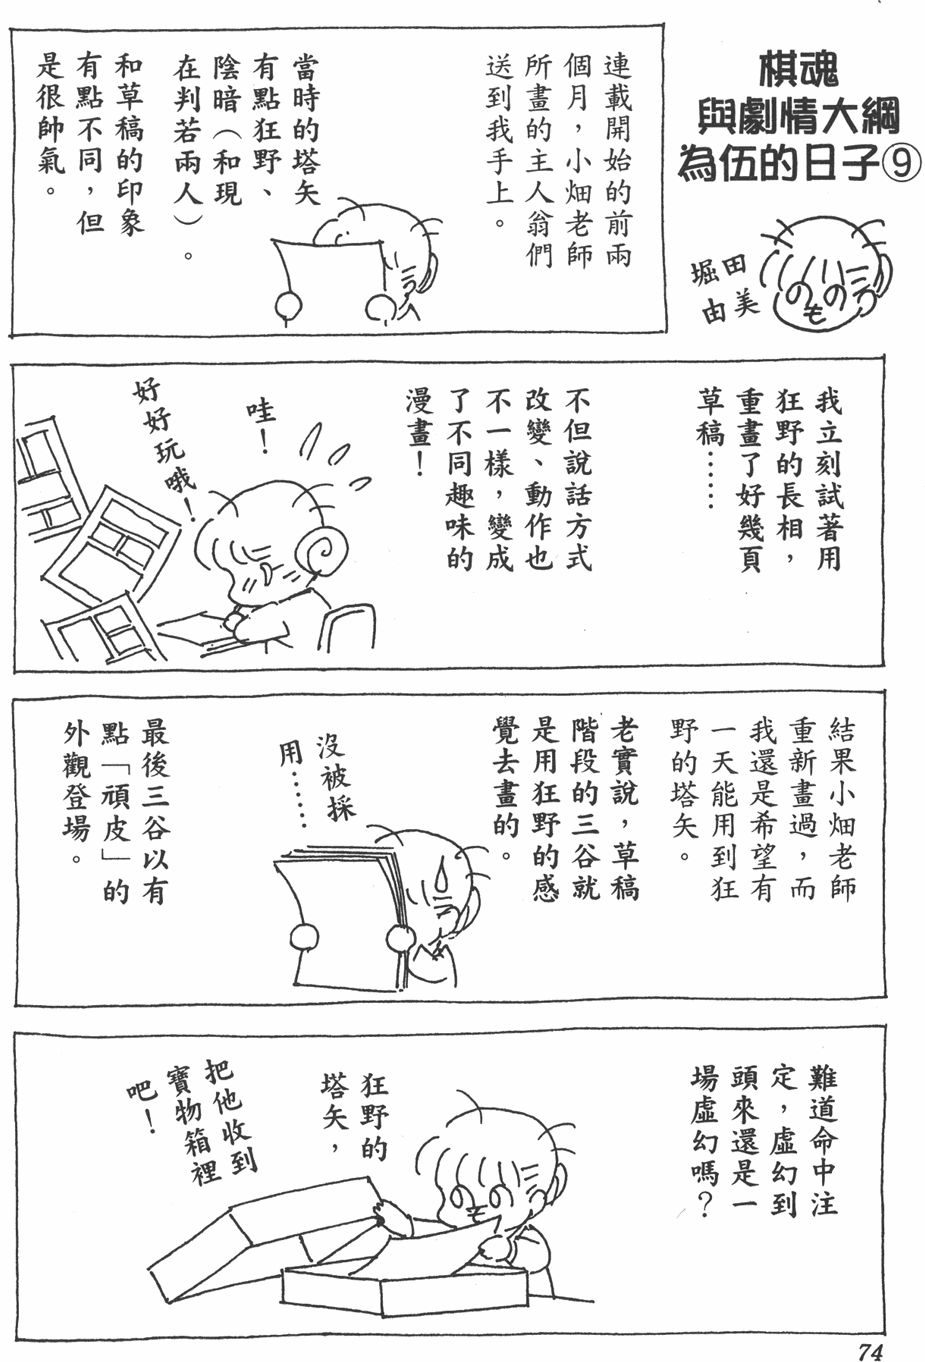 棋魂
與劇情大綱
為伍的日子⑨
堀田
由美
連載開始的前兩
個月，小畑老師
所畫的主人翁們
送到我手上。
當時的塔矢
有點狂野、
陰暗（和現
在判若兩人）。
和草稿的印象
有點不同，但
是很帥氣。
我立刻試著用
狂野的長相，
重畫了好幾頁
草稿……
不但說話方式
改變、動作也
不一樣，變成
了不同趣味的
漫畫！
哇！
好好玩哦！
結果小畑老師
重新畫過，而
我還是希望有
一天能用到狂
野的塔矢。
老實說，草稿
階段的三谷就
是用狂野的感
覺去畫的。
沒被採
用……
最後三谷以有
點「頑皮」的
外觀登場。
難道命中注
定，虛幻到
頭來還是一
場虛幻嗎？
狂野的
塔矢，
把他收到
寶物箱裡
吧！
74